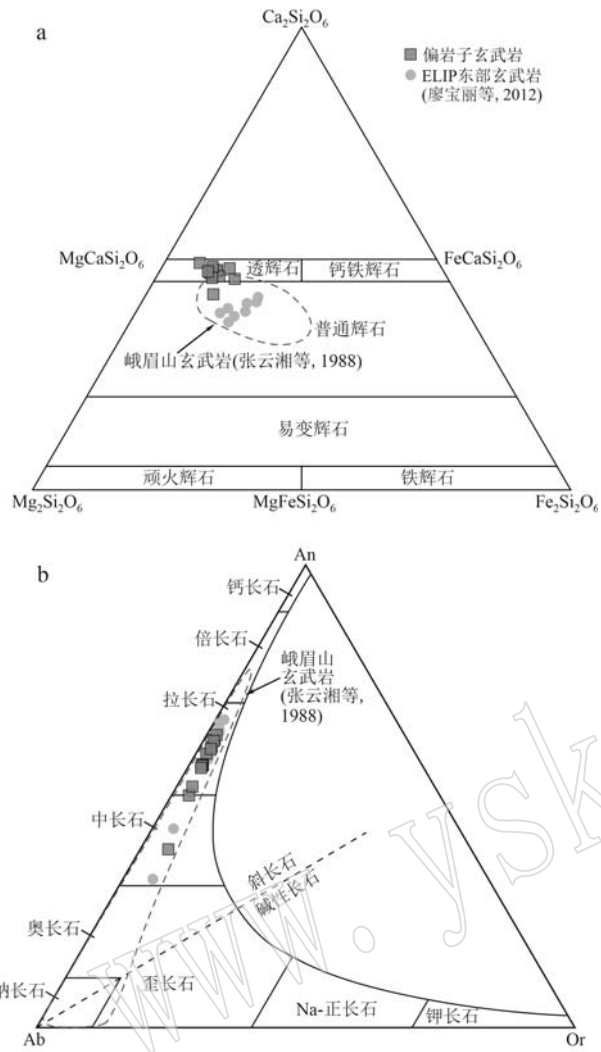 a
Ca₂Si₂O₆
偏岩子玄武岩
ELIP东部玄武岩
(廖宝丽等, 2012)
MgCaSi₂O₆
透辉石
钙铁辉石
FeCaSi₂O₆
普通辉石
峨眉山玄武岩(张云湘等, 1988)
易变辉石
顽火辉石
铁辉石
Mg₂Si₂O₆
MgFeSi₂O₆
Fe₂Si₂O₆
b
An
钙长石
倍长石
峨眉山
玄武岩
(张云湘等,
1988)
拉长石
中长石
斜长石
碱性长石
奥长石
钠长石
歪长石
Na-正长石
钾长石
Ab
Or
www.ysk